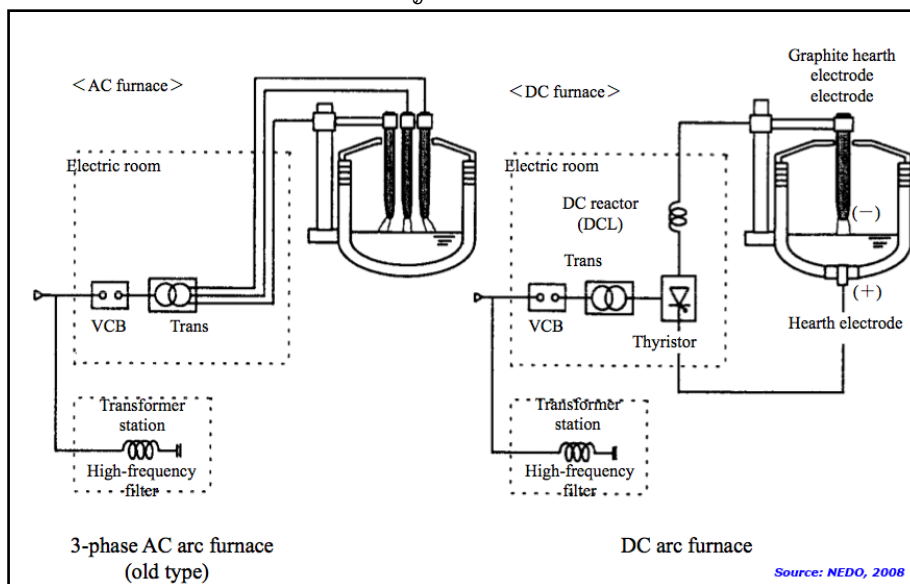 <AC furnace>
Electric room
VCB
Trans
Transformer
station
High-frequency
filter
3-phase AC arc furnace
(old type)
<DC furnace>
Graphite hearth
electrode
electrode
Electric room
DC reactor
(DCL)
Trans
VCB
Thyristor
(−)
(+)
Hearth electrode
Transformer
station
High-frequency
filter
DC arc furnace
Source: NEDO, 2008